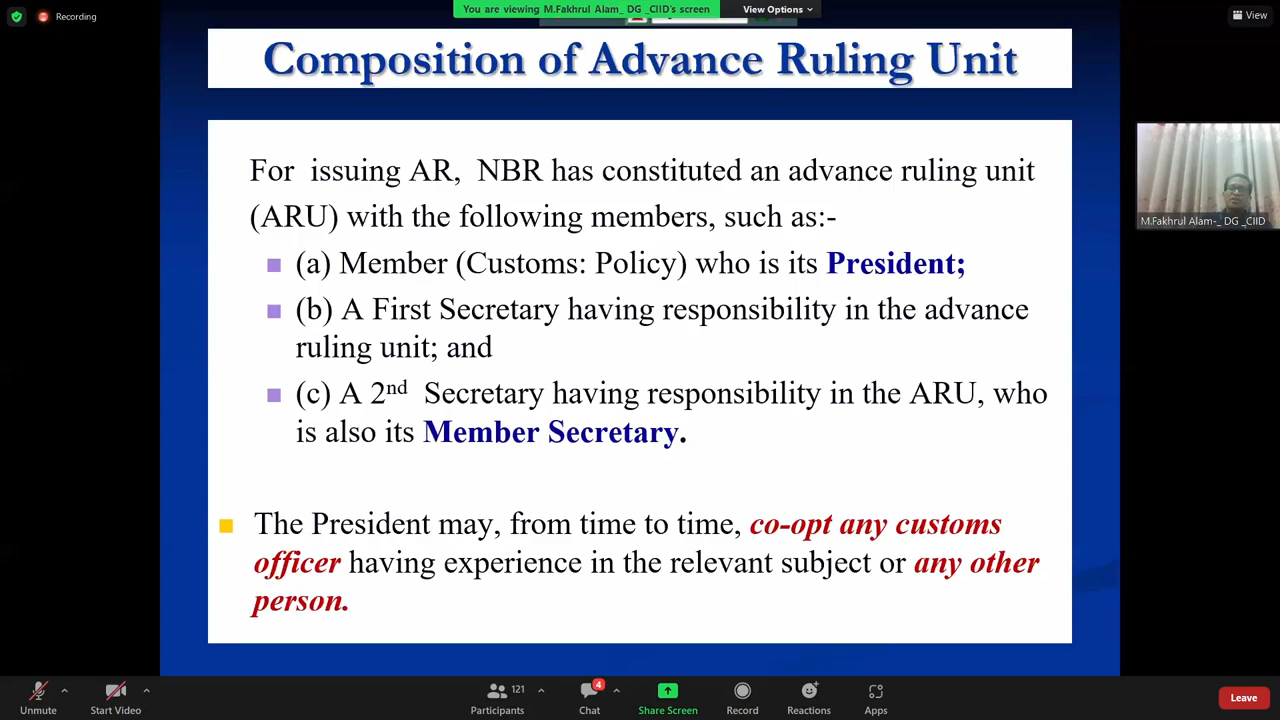 You are viewing M.Fakhrul Alam_ DG _CIID's screen
View Options
Recording
View
Composition of Advance Ruling Unit
For issuing AR, NBR has constituted an advance ruling unit
(ARU) with the following members, such as:-
(a) Member (Customs: Policy) who is its President;
(b) A First Secretary having responsibility in the advance
ruling unit; and
(c) A 2nd Secretary having responsibility in the ARU, who
is also its Member Secretary.
The President may, from time to time, co-opt any customs
officer having experience in the relevant subject or any other
person.
M.Fakhrul Alam-_ DG _CIID
Unmute
Start Video
Participants
121
Chat
4
Share Screen
Record
Reactions
Apps
Leave